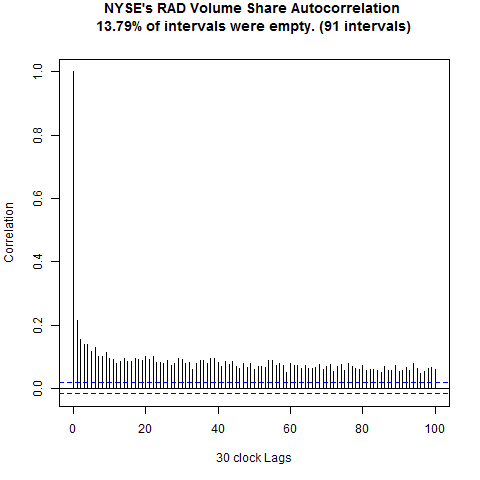 NYSE's RAD Volume Share Autocorrelation
13.79% of intervals were empty. (91 intervals)
1.0
0.8
0.6
0.4
0.2
0.0
Correlation
0 20 40 60 80 100
30 clock Lags